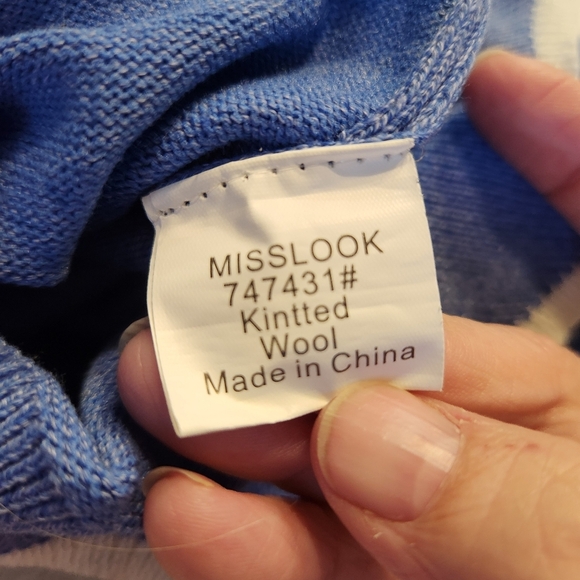 MISSLOOK
747431#
Kintted
Wool
Made in China